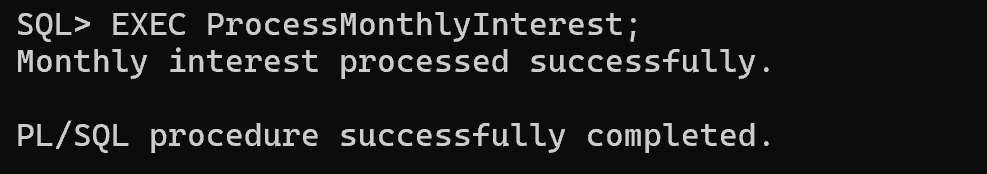 SQL> EXEC ProcessMonthlyInterest;
Monthly interest processed successfully.
PL/SQL procedure successfully completed.